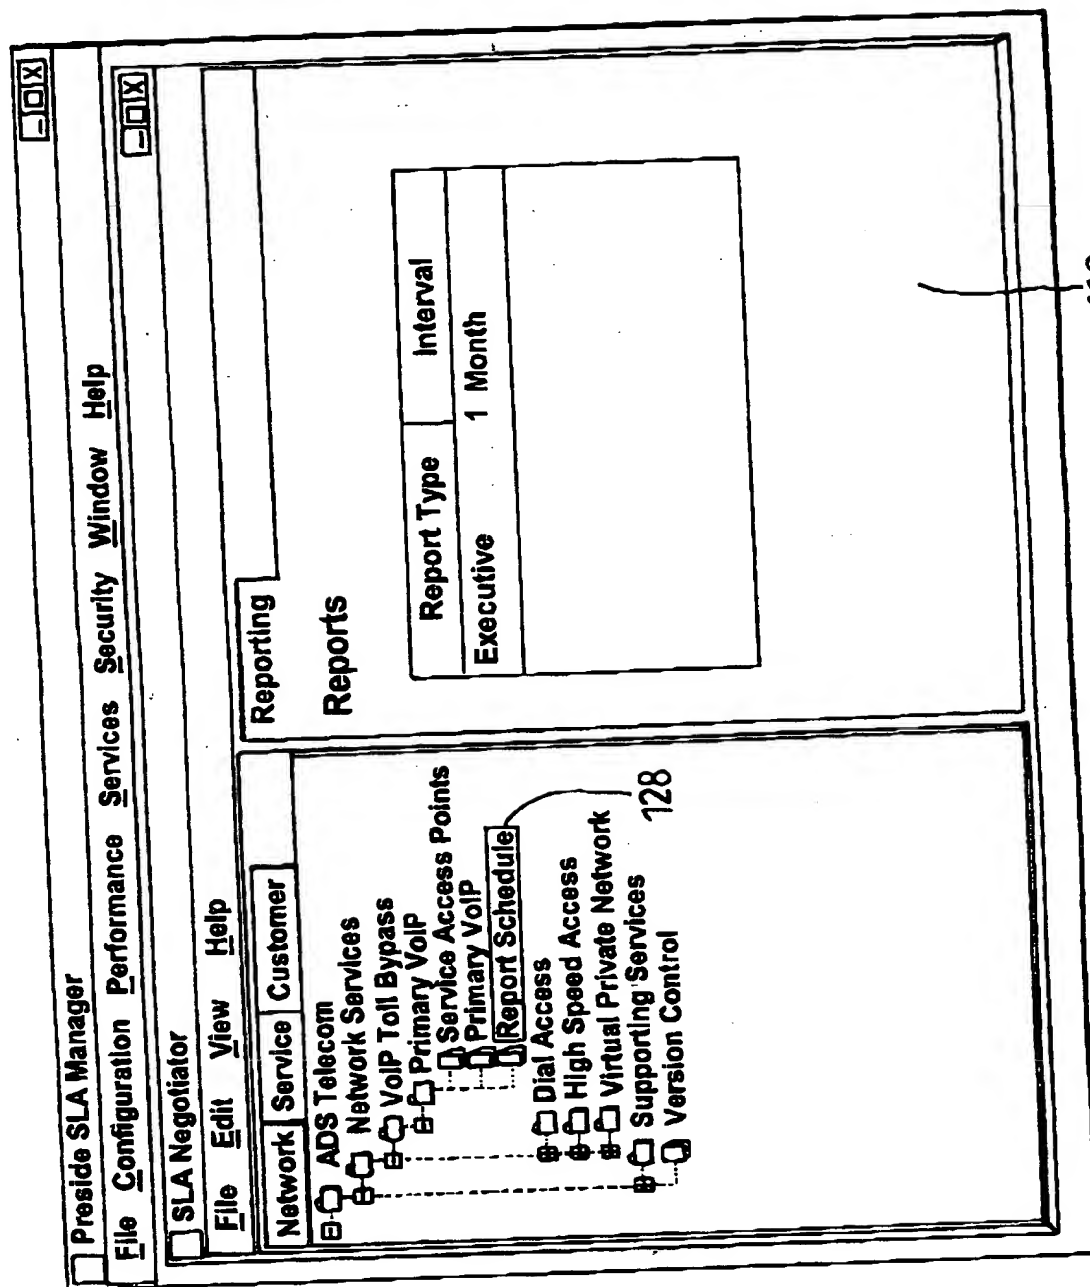 Preside SLA Manager
File Configuration Performance Services Security Window Help
SLA Negotiator
File Edit View Help
Network Service Customer
ADS Telecom
Network Services
VoIP Toll Bypass
Primary VoIP
Service Access Points
Primary VoIP
Report Schedule
Dial Access
High Speed Access
Virtual Private Network
Supporting Services
Version Control
128
Reporting
Reports
Report Type Interval
Executive 1 Month